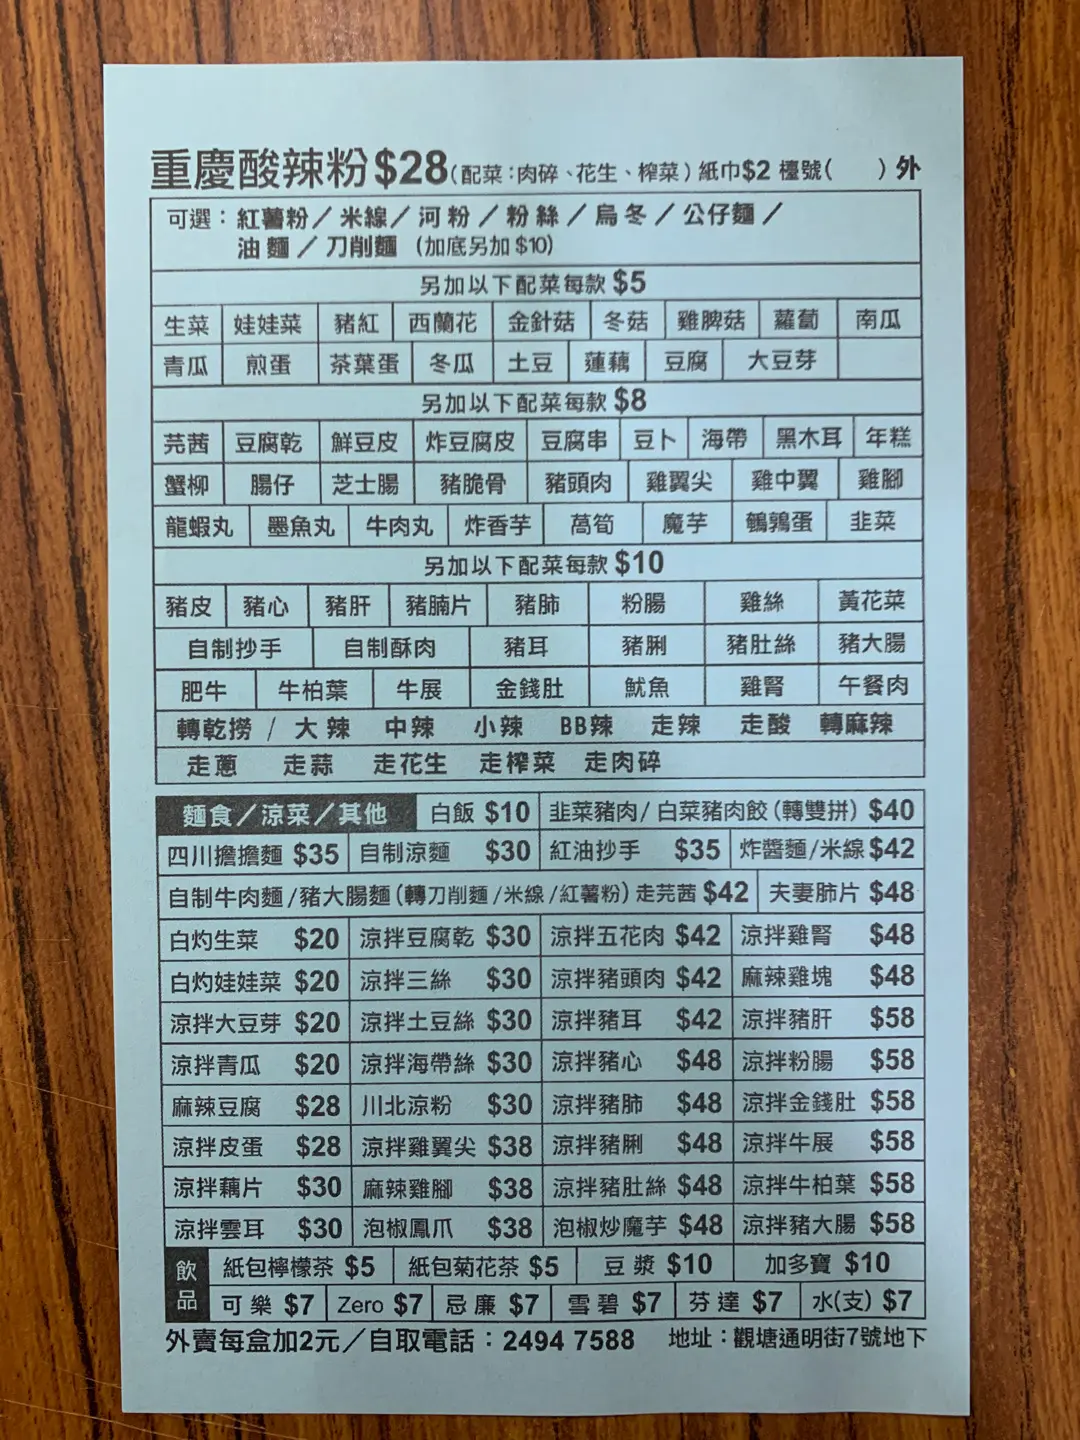 重慶酸辣粉$28(配菜:肉碎、花生、榨菜)紙巾$2 檯號(　　)外
可選:紅薯粉/米線/河粉/粉絲/烏冬/公仔麵/
油麵/刀削麵 (加底另加$10)
另加以下配菜每款 $5
生菜 娃娃菜 豬紅 西蘭花 金針菇 冬菇 雞脾菇 蘿蔔 南瓜
青瓜 煎蛋 茶葉蛋 冬瓜 土豆 蓮藕 豆腐 大豆芽
另加以下配菜每款 $8
芫茜 豆腐乾 鮮豆皮 炸豆腐皮 豆腐串 豆卜 海帶 黑木耳 年糕
蟹柳 腸仔 芝士腸 豬脆骨 豬頭肉 雞翼尖 雞中翼 雞腳
龍蝦丸 墨魚丸 牛肉丸 炸香芋 萵筍 魔芋 鵪鶉蛋 韭菜
另加以下配菜每款 $10
豬皮 豬心 豬肝 豬腩片 豬肺 粉腸 雞絲 黃花菜
自制抄手 自制酥肉 豬耳 豬脷 豬肚絲 豬大腸
肥牛 牛柏葉 牛展 金錢肚 魷魚 雞腎 午餐肉
轉乾撈 / 大辣 中辣 小辣 BB辣 走辣 走酸 轉麻辣
走蔥 走蒜 走花生 走榨菜 走肉碎
麵食/涼菜/其他 白飯 $10 韭菜豬肉/白菜豬肉餃(轉雙拼) $40
四川擔擔麵 $35 自制涼麵 $30 紅油抄手 $35 炸醬麵/米線 $42
自制牛肉麵/豬大腸麵(轉刀削麵/米線/紅薯粉)走芫茜 $42 夫妻肺片 $48
白灼生菜 $20 涼拌豆腐乾 $30 涼拌五花肉 $42 涼拌雞腎 $48
白灼娃娃菜 $20 涼拌三絲 $30 涼拌豬頭肉 $42 麻辣雞塊 $48
涼拌大豆芽 $20 涼拌土豆絲 $30 涼拌豬耳 $42 涼拌豬肝 $58
涼拌青瓜 $20 涼拌海帶絲 $30 涼拌豬心 $48 涼拌粉腸 $58
麻辣豆腐 $28 川北涼粉 $30 涼拌豬肺 $48 涼拌金錢肚 $58
涼拌皮蛋 $28 涼拌雞翼尖 $38 涼拌豬脷 $48 涼拌牛展 $58
涼拌藕片 $30 麻辣雞腳 $38 涼拌豬肚絲 $48 涼拌牛柏葉 $58
涼拌雲耳 $30 泡椒鳳爪 $38 泡椒炒魔芋 $48 涼拌豬大腸 $58
飲品 紙包檸檬茶 $5 紙包菊花茶 $5 豆漿 $10 加多寶 $10
可樂 $7 Zero $7 忌廉 $7 雪碧 $7 芬達 $7 水(支) $7
外賣每盒加2元/自取電話:2494 7588 地址:觀塘通明街7號地下